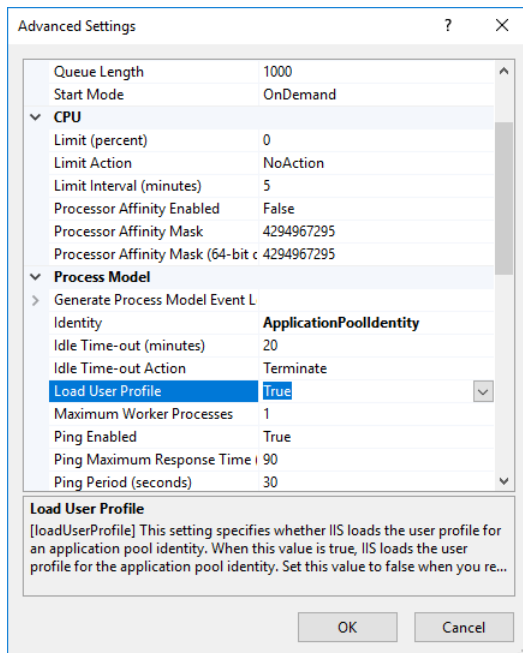 Advanced Settings ? ×
Queue Length 1000
Start Mode OnDemand
CPU
Limit (percent) 0
Limit Action NoAction
Limit Interval (minutes) 5
Processor Affinity Enabled False
Processor Affinity Mask 4294967295
Processor Affinity Mask (64-bit c 4294967295
Process Model
Generate Process Model Event L
Identity ApplicationPoolIdentity
Idle Time-out (minutes) 20
Idle Time-out Action Terminate
Load User Profile True
Maximum Worker Processes 1
Ping Enabled True
Ping Maximum Response Time ( 90
Ping Period (seconds) 30
Load User Profile
[loadUserProfile] This setting specifies whether IIS loads the user profile for
an application pool identity. When this value is true, IIS loads the user
profile for the application pool identity. Set this value to false when you re...
OK Cancel